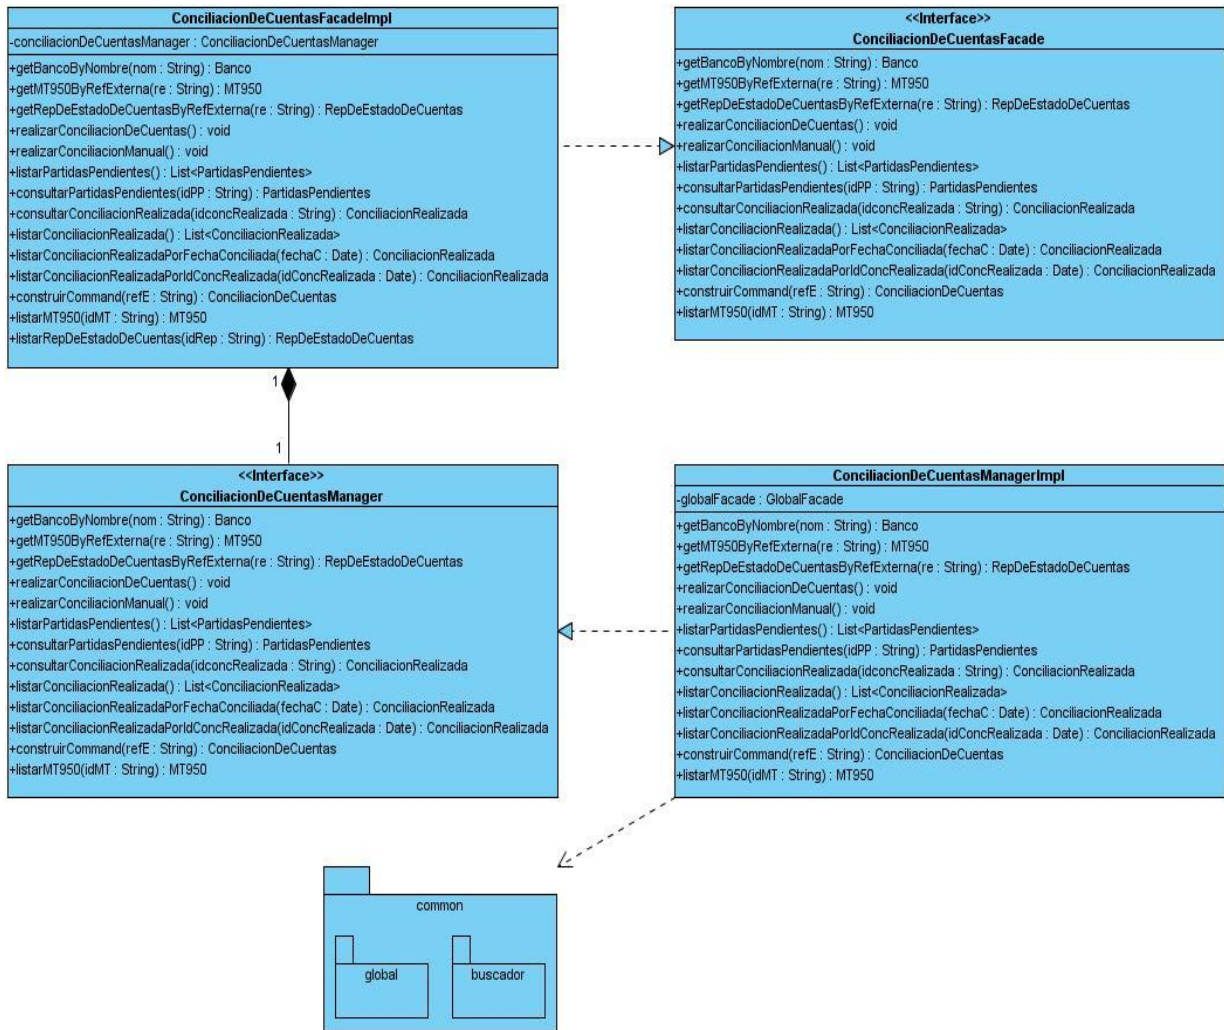 ConciliacionDeCuentasFacadeImpl
-conciliacionDeCuentasManager : ConciliacionDeCuentasManager
+getBancoByNombre(nom : String) : Banco
+getMT950ByRefExterna(re : String) : MT950
+getRepDeEstadoDeCuentasByRefExterna(re : String) : RepDeEstadoDeCuentas
+realizarConciliacionDeCuentas() : void
+realizarConciliacionManual() : void
+listarPartidasPendientes() : List<PartidasPendientes>
+consultarPartidasPendientes(idPP : String) : PartidasPendientes
+consultarConciliacionRealizada(idconcRealizada : String) : ConciliacionRealizada
+listarConciliacionRealizada() : List<ConciliacionRealizada>
+listarConciliacionRealizadaPorFechaConciliada(fechaC : Date) : ConciliacionRealizada
+listarConciliacionRealizadaPorIdConcRealizada(idConcRealizada : Date) : ConciliacionRealizada
+construirCommand(refE : String) : ConciliacionDeCuentas
+listarMT950(idMT : String) : MT950
+listarRepDeEstadoDeCuentas(idRep : String) : RepDeEstadoDeCuentas
<<Interface>>
ConciliacionDeCuentasFacade
+getBancoByNombre(nom : String) : Banco
+getMT950ByRefExterna(re : String) : MT950
+getRepDeEstadoDeCuentasByRefExterna(re : String) : RepDeEstadoDeCuentas
+realizarConciliacionDeCuentas() : void
+realizarConciliacionManual() : void
+listarPartidasPendientes() : List<PartidasPendientes>
+consultarPartidasPendientes(idPP : String) : PartidasPendientes
+consultarConciliacionRealizada(idconcRealizada : String) : ConciliacionRealizada
+listarConciliacionRealizada() : List<ConciliacionRealizada>
+listarConciliacionRealizadaPorFechaConciliada(fechaC : Date) : ConciliacionRealizada
+listarConciliacionRealizadaPorIdConcRealizada(idConcRealizada : Date) : ConciliacionRealizada
+construirCommand(refE : String) : ConciliacionDeCuentas
+listarMT950(idMT : String) : MT950
1
1
<<Interface>>
ConciliacionDeCuentasManager
+getBancoByNombre(nom : String) : Banco
+getMT950ByRefExterna(re : String) : MT950
+getRepDeEstadoDeCuentasByRefExterna(re : String) : RepDeEstadoDeCuentas
+realizarConciliacionDeCuentas() : void
+realizarConciliacionManual() : void
+listarPartidasPendientes() : List<PartidasPendientes>
+consultarPartidasPendientes(idPP : String) : PartidasPendientes
+consultarConciliacionRealizada(idconcRealizada : String) : ConciliacionRealizada
+listarConciliacionRealizada() : List<ConciliacionRealizada>
+listarConciliacionRealizadaPorFechaConciliada(fechaC : Date) : ConciliacionRealizada
+listarConciliacionRealizadaPorIdConcRealizada(idConcRealizada : Date) : ConciliacionRealizada
+construirCommand(refE : String) : ConciliacionDeCuentas
+listarMT950(idMT : String) : MT950
ConciliacionDeCuentasManagerImpl
-globalFacade : GlobalFacade
+getBancoByNombre(nom : String) : Banco
+getMT950ByRefExterna(re : String) : MT950
+getRepDeEstadoDeCuentasByRefExterna(re : String) : RepDeEstadoDeCuentas
+realizarConciliacionDeCuentas() : void
+realizarConciliacionManual() : void
+listarPartidasPendientes() : List<PartidasPendientes>
+consultarPartidasPendientes(idPP : String) : PartidasPendientes
+consultarConciliacionRealizada(idconcRealizada : String) : ConciliacionRealizada
+listarConciliacionRealizada() : List<ConciliacionRealizada>
+listarConciliacionRealizadaPorFechaConciliada(fechaC : Date) : ConciliacionRealizada
+listarConciliacionRealizadaPorIdConcRealizada(idConcRealizada : Date) : ConciliacionRealizada
+construirCommand(refE : String) : ConciliacionDeCuentas
+listarMT950(idMT : String) : MT950
common
global
buscador